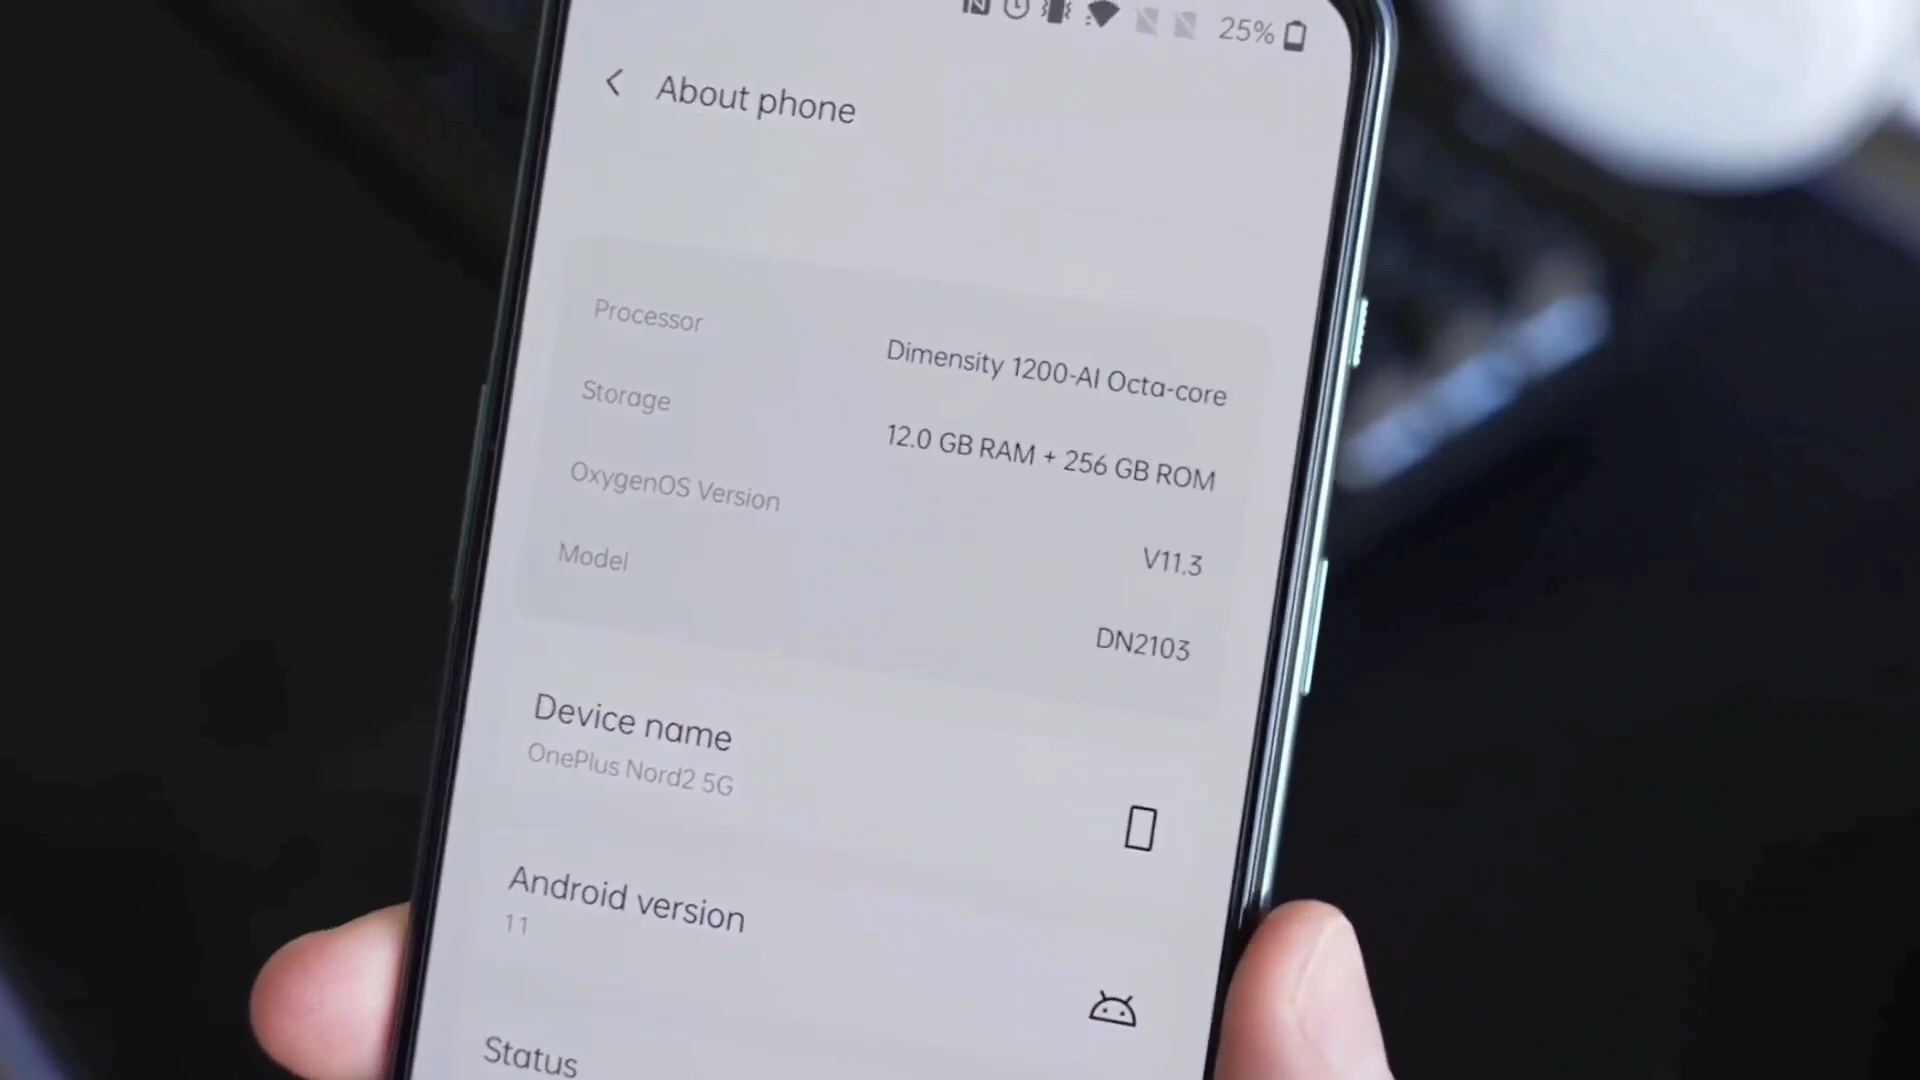 25%
About phone
Processor
Dimensity 1200-AI Octa-core
Storage
12.0 GB RAM + 256 GB ROM
OxygenOS Version
V11.3
Model
DN2103
Device name
OnePlus Nord2 5G
Android version
11
Status